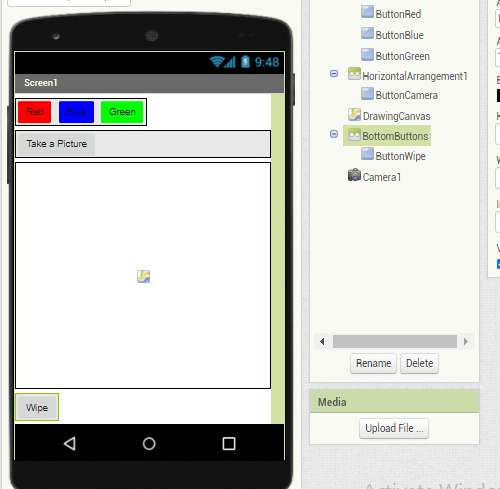 9:48
Screen1
Red Blue Green
Take a Picture
Wipe
ButtonRed
ButtonBlue
ButtonGreen
HorizontalArrangement1
ButtonCamera
DrawingCanvas
BottomButtons
ButtonWipe
Camera1
Rename Delete
Media
Upload File ...